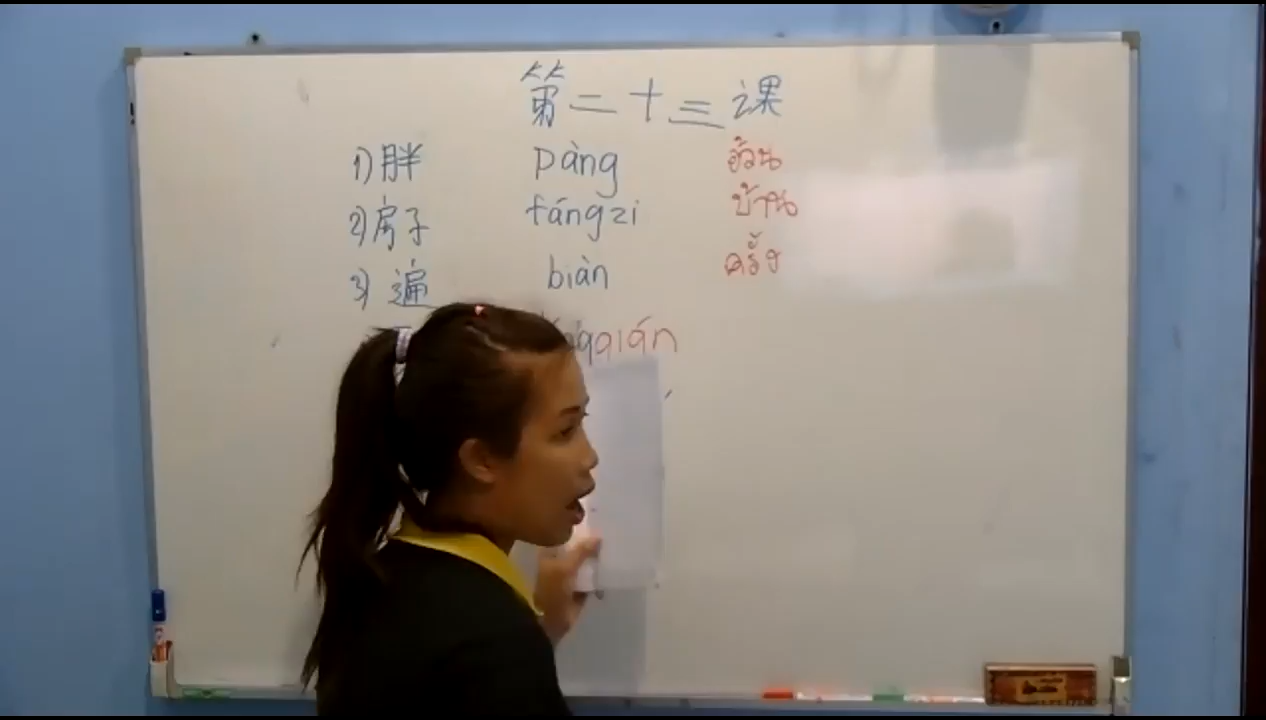 第二十三课
1) 胖 pàng อ้วน
2) 房子 fángzi บ้าน
3) 遍 biàn ครั้ง
qián